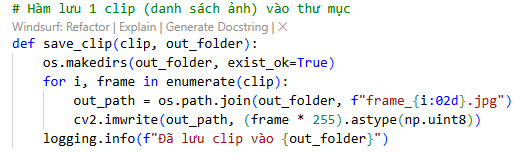 # Hàm lưu 1 clip (danh sách ảnh) vào thư mục
Windsurf: Refactor | Explain | Generate Docstring | ×
def save_clip(clip, out_folder):
    os.makedirs(out_folder, exist_ok=True)
    for i, frame in enumerate(clip):
        out_path = os.path.join(out_folder, f"frame_{i:02d}.jpg")
        cv2.imwrite(out_path, (frame * 255).astype(np.uint8))
    logging.info(f"Đã lưu clip vào {out_folder}")